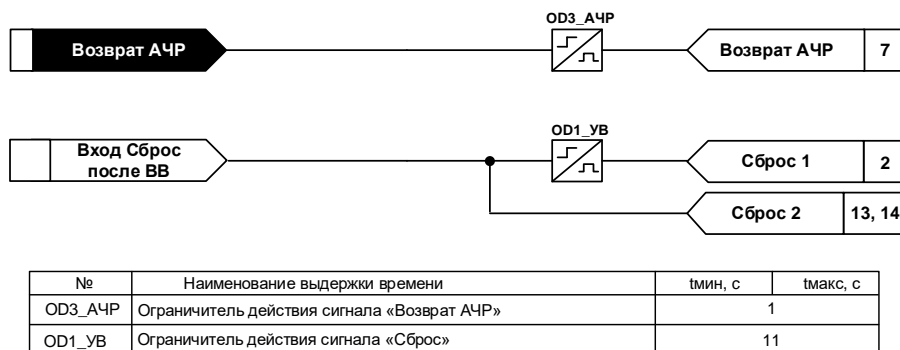 OD3_АЧР
Возврат АЧР
Возврат АЧР 7
OD1_УВ
Вход Сброс
после ВВ
Сброс 1 2
Сброс 2 13, 14
№ Наименование выдержки времени tмин, с tмакс, с
OD3_АЧР Ограничитель действия сигнала «Возврат АЧР» 1
OD1_УВ Ограничитель действия сигнала «Сброс» 11